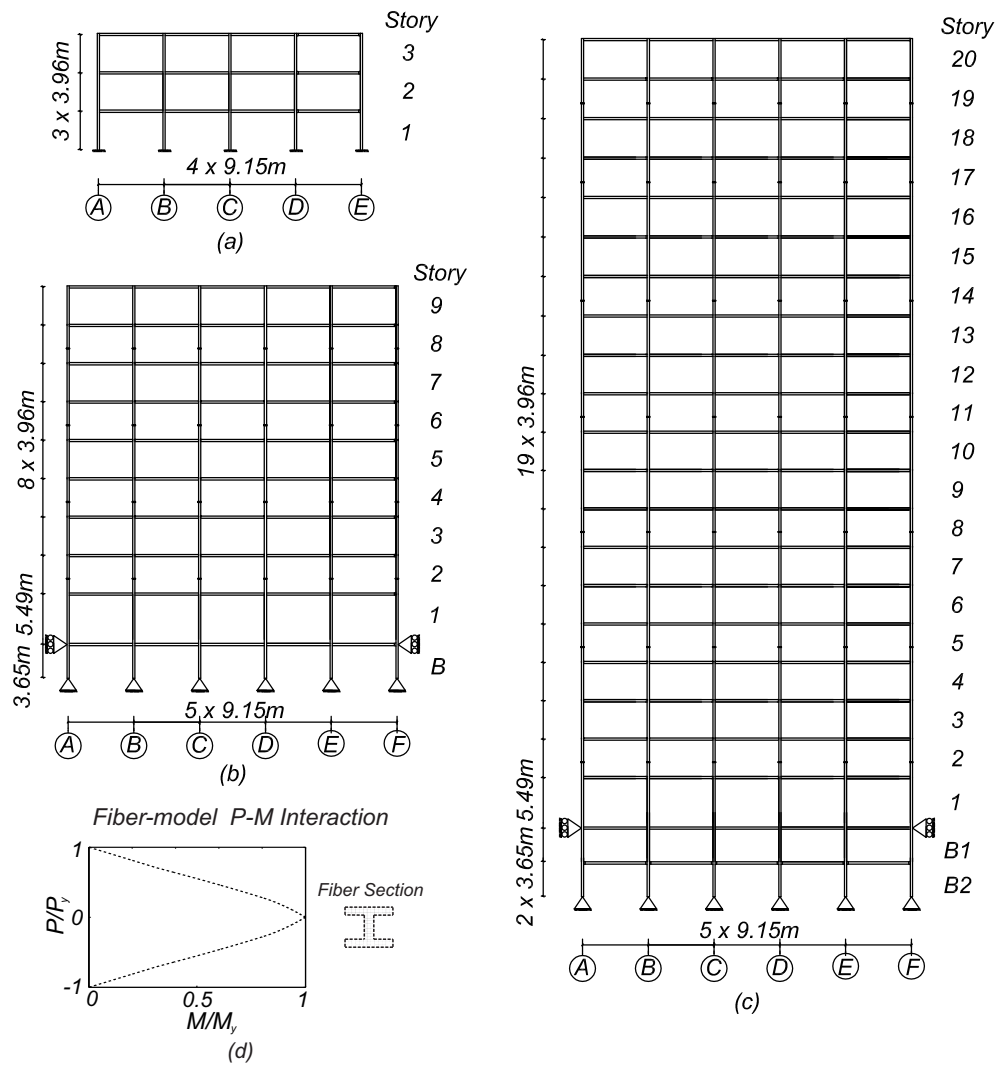 Story
3
2
1
3 x 3.96m
4 x 9.15m
A B C D E
(a)
Story
9
8
7
6
5
4
3
2
1
B
8 x 3.96m
5.49m
3.65m
5 x 9.15m
A B C D E F
(b)
Story
20
19
18
17
16
15
14
13
12
11
10
9
8
7
6
5
4
3
2
1
B1
B2
19 x 3.96m
5.49m
2 x 3.65m
5 x 9.15m
A B C D E F
(c)
Fiber-model P-M Interaction
1
0
-1
P/Py
0 0.5 1
M/My
Fiber Section
(d)